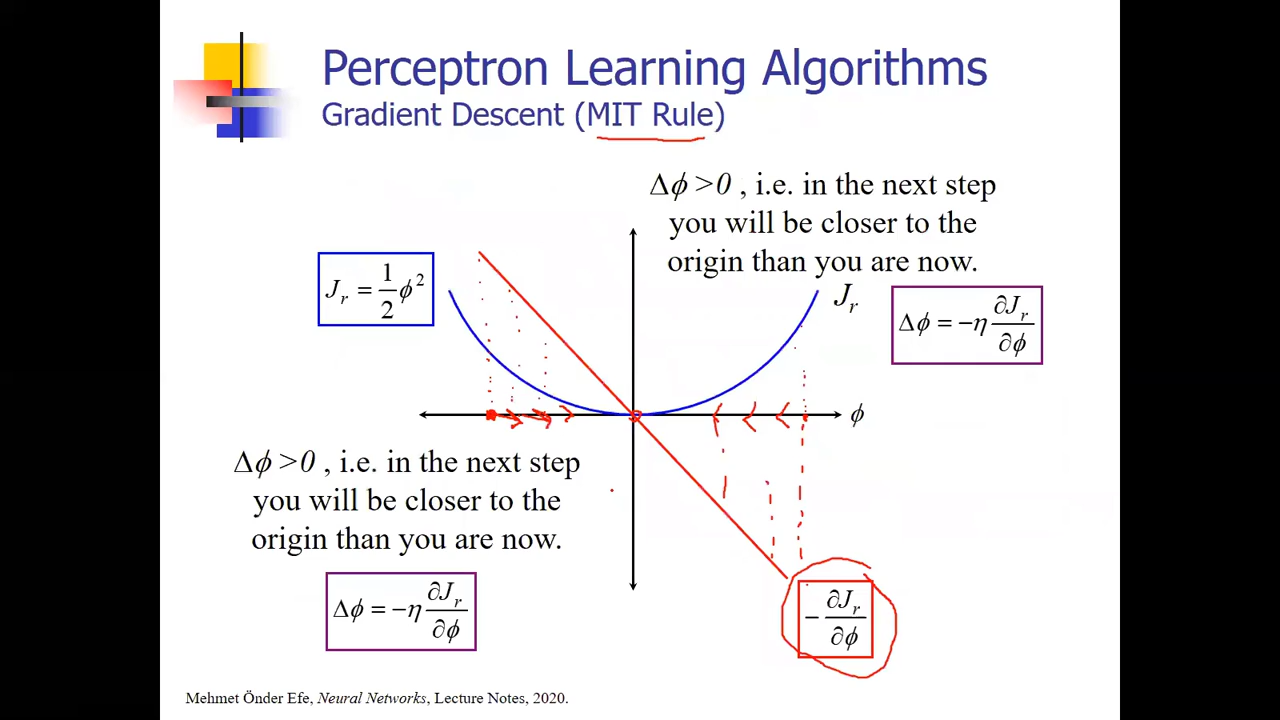 Perceptron Learning Algorithms
Gradient Descent (MIT Rule)
Δϕ >0 , i.e. in the next step
you will be closer to the
origin than you are now.
J_r = 1/2 ϕ²
J_r
Δϕ = −η ∂J_r/∂ϕ
ϕ
Δϕ >0 , i.e. in the next step
you will be closer to the
origin than you are now.
Δϕ = −η ∂J_r/∂ϕ
− ∂J_r/∂ϕ
Mehmet Önder Efe, Neural Networks, Lecture Notes, 2020.